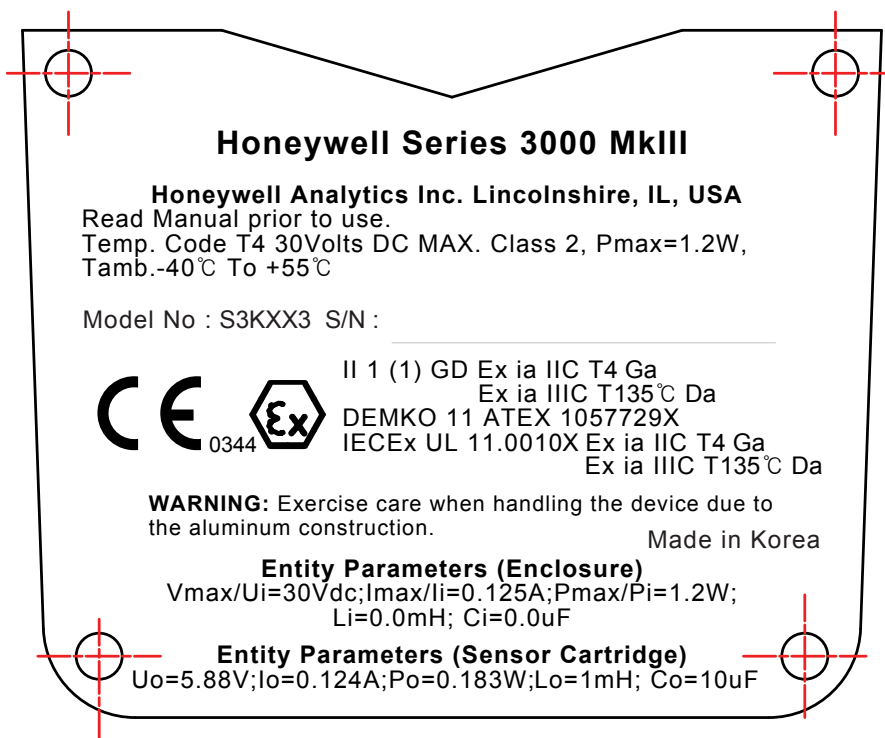 Honeywell Series 3000 MkIII
Honeywell Analytics Inc. Lincolnshire, IL, USA
Read Manual prior to use.
Temp. Code T4 30Volts DC MAX. Class 2, Pmax=1.2W,
Tamb.-40℃ To +55℃
Model No : S3KXX3 S/N :
II 1 (1) GD Ex ia IIC T4 Ga
Ex ia IIIC T135℃ Da
CE 0344 Ex
DEMKO 11 ATEX 1057729X
IECEx UL 11.0010X Ex ia IIC T4 Ga
Ex ia IIIC T135℃ Da
WARNING: Exercise care when handling the device due to
the aluminum construction.
Made in Korea
Entity Parameters (Enclosure)
Vmax/Ui=30Vdc;Imax/Ii=0.125A;Pmax/Pi=1.2W;
Li=0.0mH; Ci=0.0uF
Entity Parameters (Sensor Cartridge)
Uo=5.88V;Io=0.124A;Po=0.183W;Lo=1mH; Co=10uF